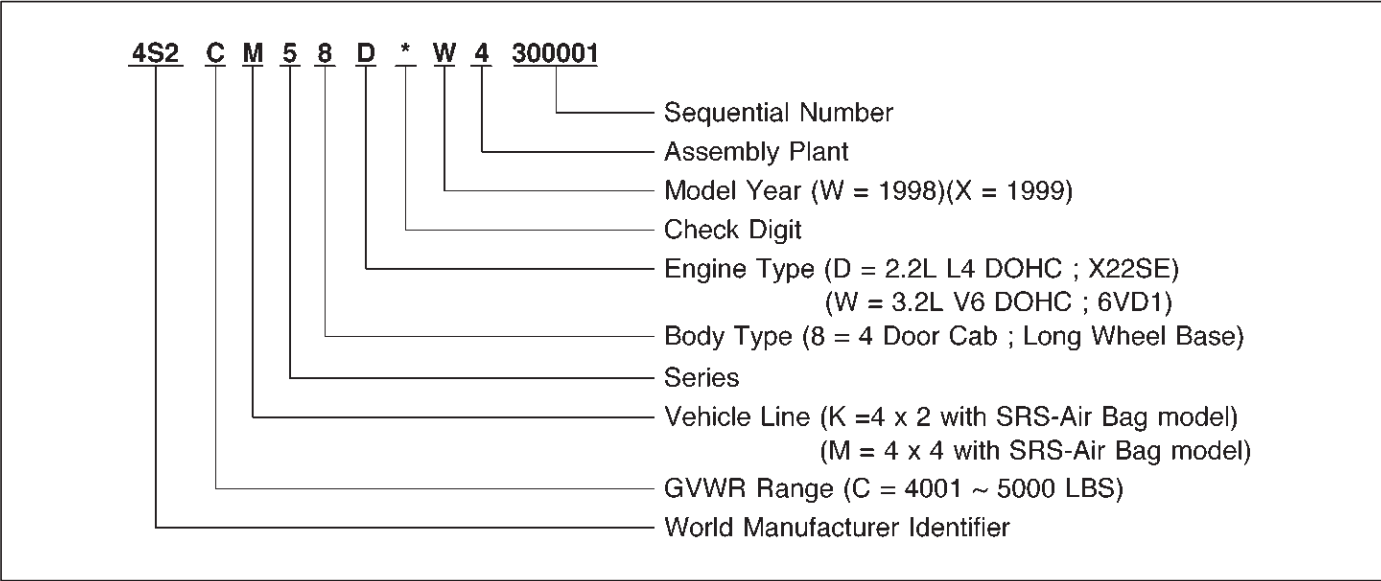 4S2 C M 5 8 D * W 4 300001
Sequential Number
Assembly Plant
Model Year (W = 1998)(X = 1999)
Check Digit
Engine Type (D = 2.2L L4 DOHC ; X22SE)
(W = 3.2L V6 DOHC ; 6VD1)
Body Type (8 = 4 Door Cab ; Long Wheel Base)
Series
Vehicle Line (K =4 x 2 with SRS-Air Bag model)
(M = 4 x 4 with SRS-Air Bag model)
GVWR Range (C = 4001 ~ 5000 LBS)
World Manufacturer Identifier